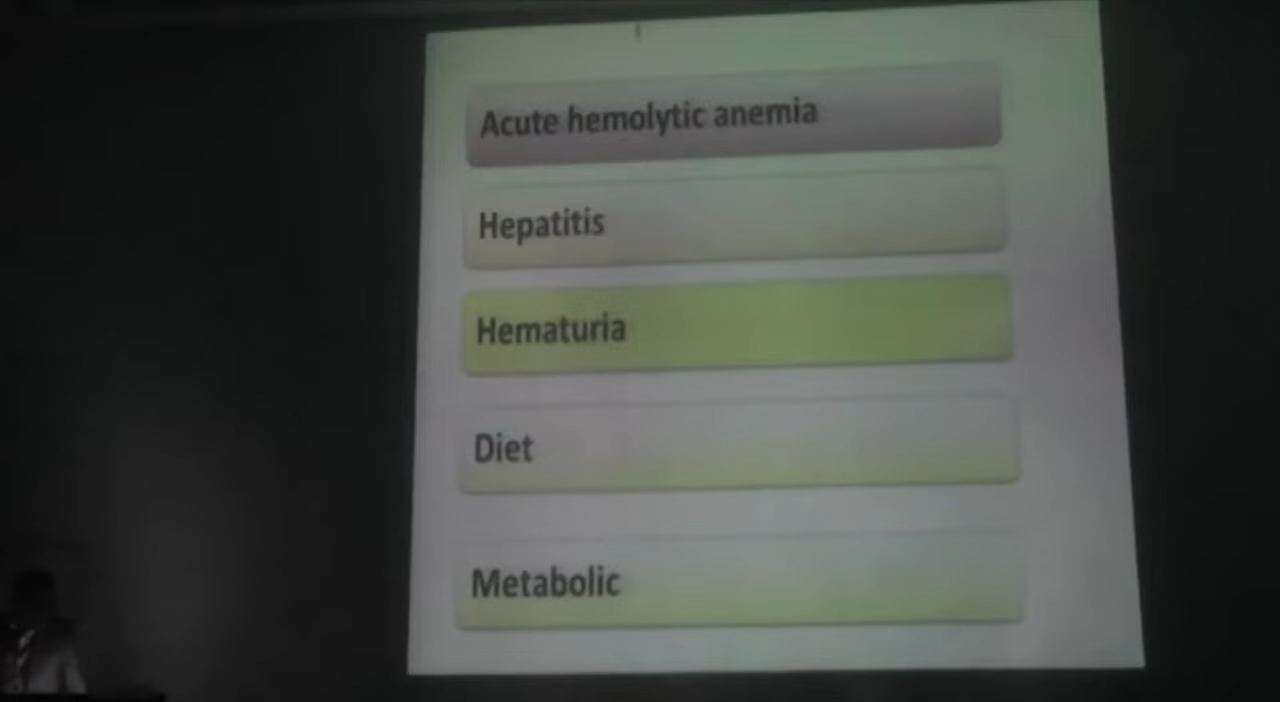 Acute hemolytic anemia
Hepatitis
Hematuria
Diet
Metabolic